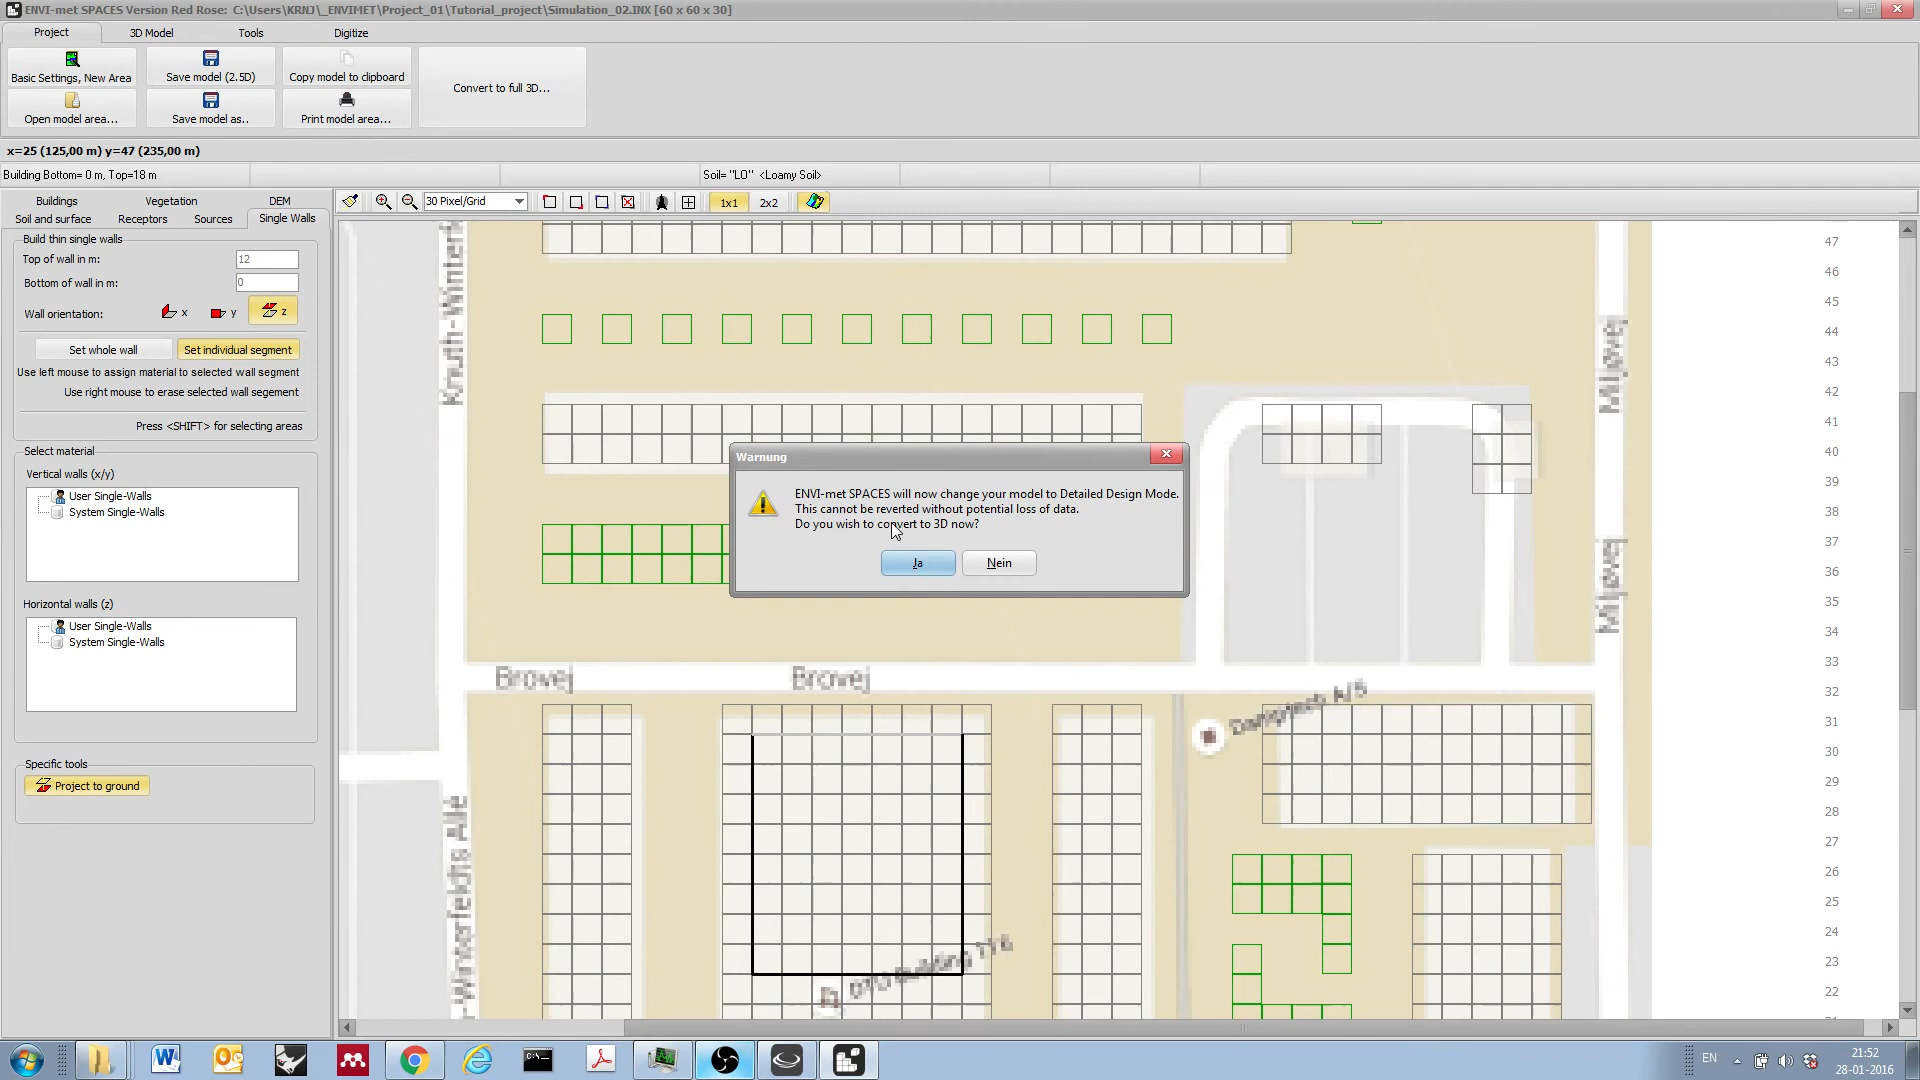 ENVI-met SPACES Version Red Rose: C:\Users\KRNJ\_ENVIMET\Project_01\Tutorial_project\Simulation_02.INX [60 x 60 x 30]
Project
3D Model
Tools
Digitize
Basic Settings, New Area
Save model (2.5D)
Copy model to clipboard
Convert to full 3D...
Open model area...
Save model as..
Print model area...
x=25 (125,00 m) y=47 (235,00 m)
Building Bottom= 0 m, Top=18 m
Soil= "LO" <Loamy Soil>
Buildings
Vegetation
DEM
Soil and surface
Receptors
Sources
Single Walls
30 Pixel/Grid
1x1
2x2
Build thin single walls
Top of wall in m:
12
Bottom of wall in m:
0
Wall orientation:
x
y
z
Set whole wall
Set individual segment
Use left mouse to assign material to selected wall segment
Use right mouse to erase selected wall segement
Press <SHIFT> for selecting areas
Select material
Vertical walls (x/y)
User Single-Walls
System Single-Walls
Horizontal walls (z)
User Single-Walls
System Single-Walls
Specific tools
Project to ground
Warnung
ENVI-met SPACES will now change your model to Detailed Design Mode.
This cannot be reverted without potential loss of data.
Do you wish to convert to 3D now?
Ja
Nein
Brovej
Brovej
47
46
45
44
43
42
41
40
39
38
37
36
35
34
33
32
31
30
29
28
27
26
25
24
23
22
EN
21:52
28-01-2016